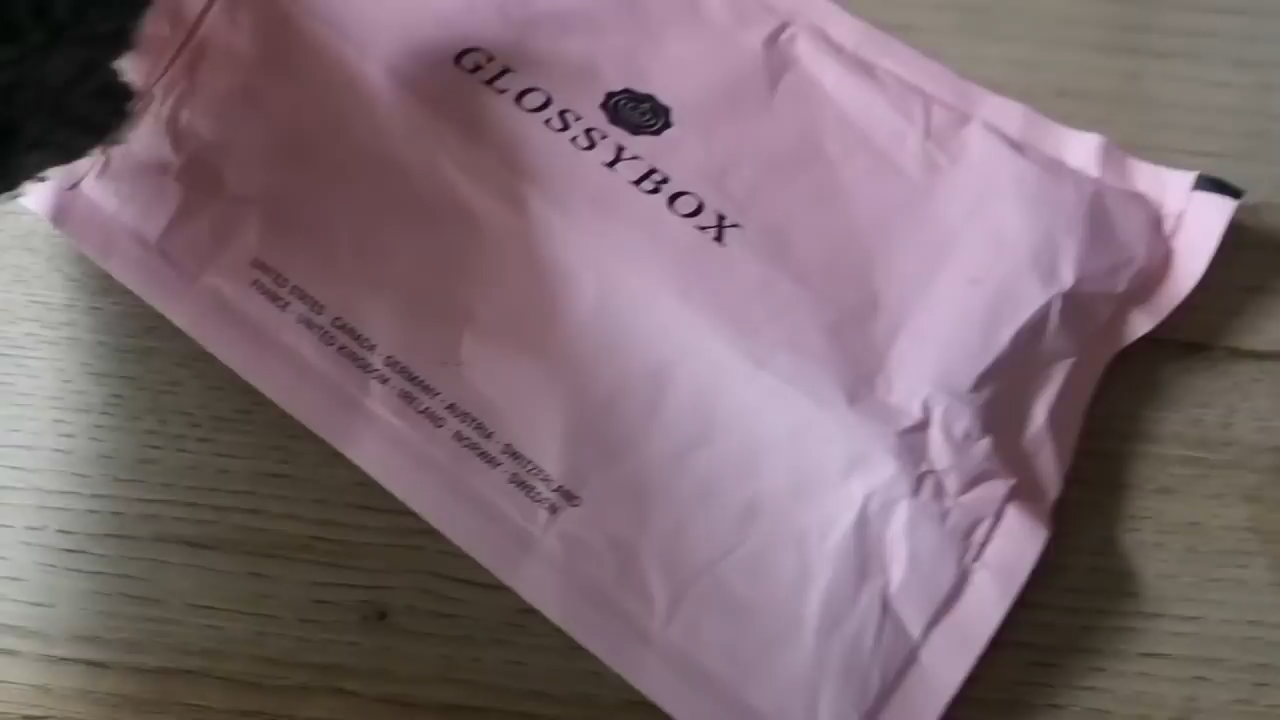 GLOSSYBOX
UNITED STATES · CANADA · GERMANY · AUSTRIA · SWITZERLAND
FRANCE · UNITED KINGDOM · IRELAND · NORWAY · SWEDEN